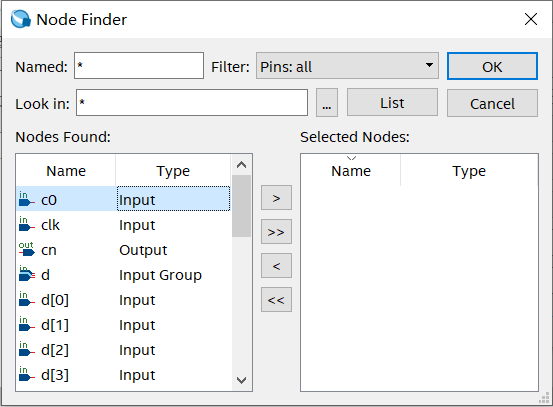 Node Finder
Named: * Filter: Pins: all OK
Look in: * ... List Cancel
Nodes Found: Selected Nodes:
Name Type Name Type
in c0 Input >
in clk Input >>
out cn Output <
in d Input Group <<
in d[0] Input
in d[1] Input
in d[2] Input
in d[3] Input